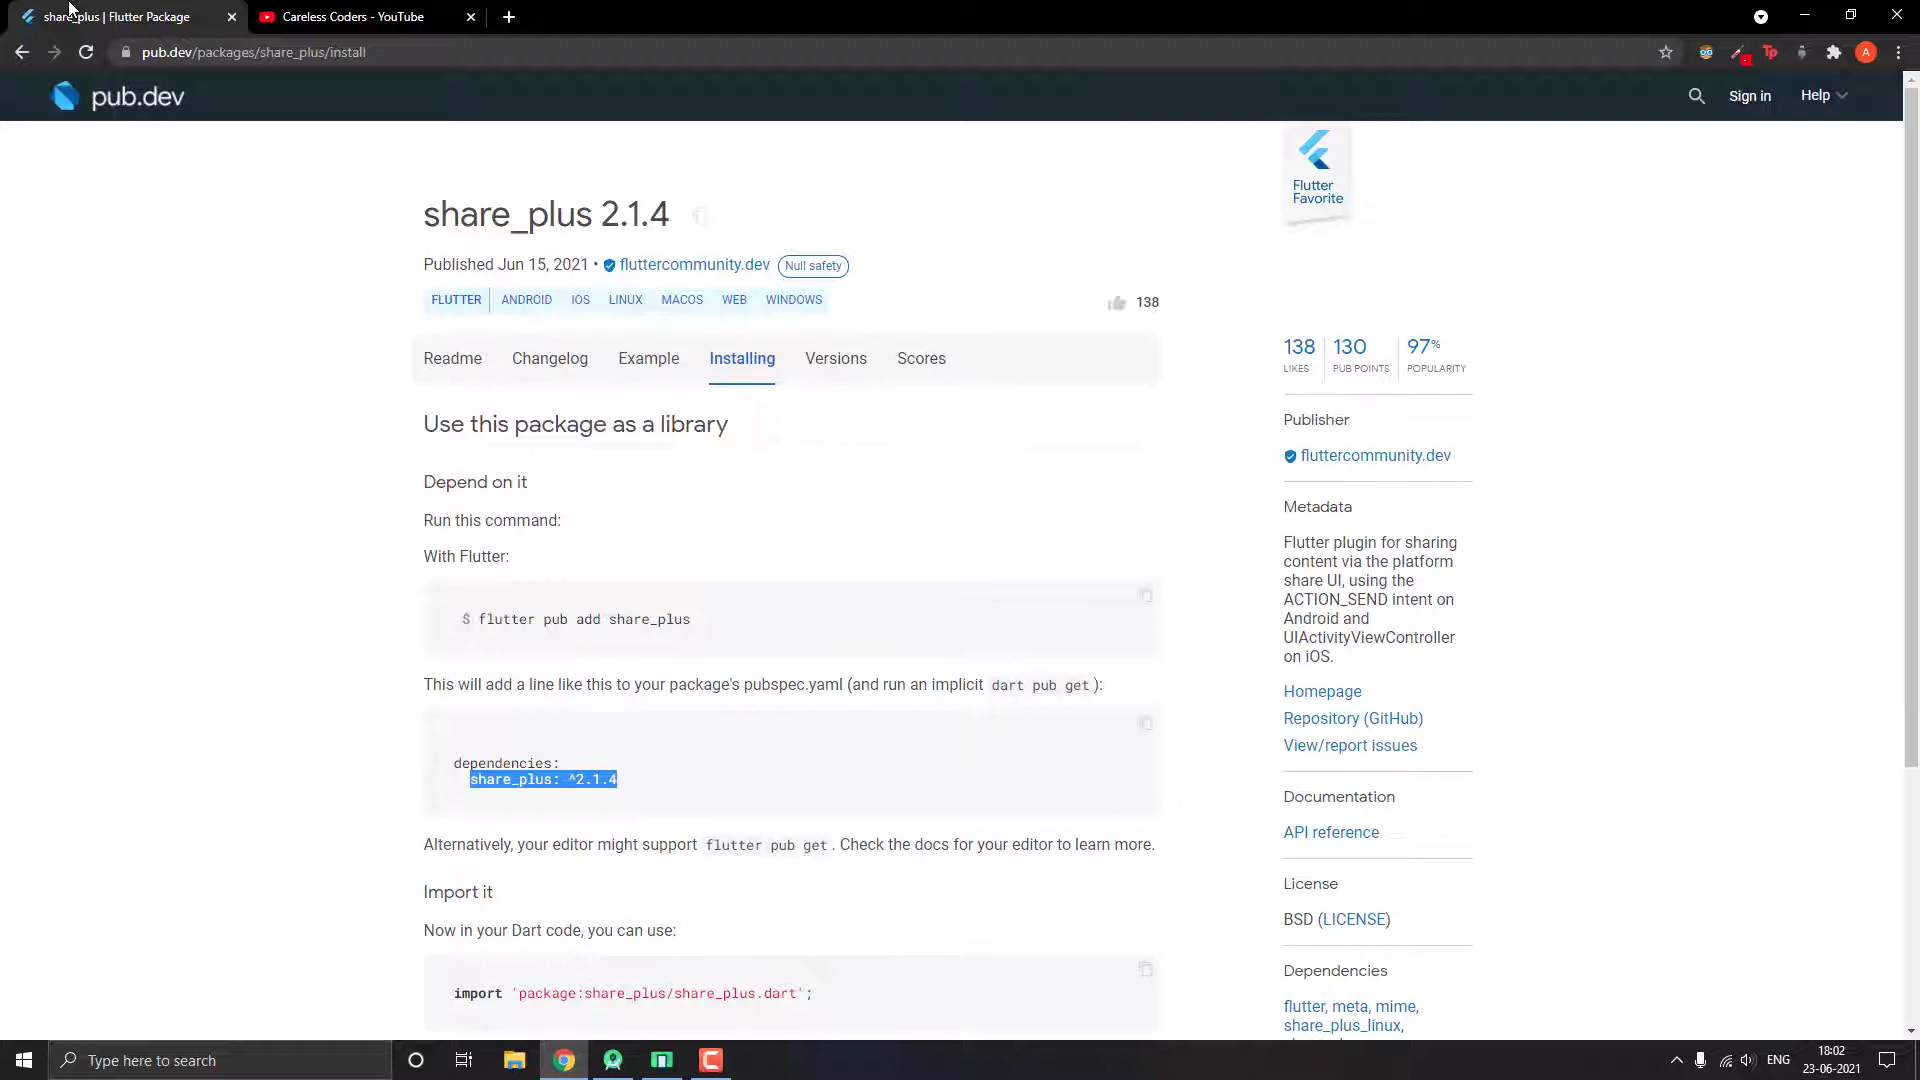 share_plus | Flutter Package
Careless Coders - YouTube
pub.dev/packages/share_plus/install
Tp
A
pub.dev
Sign in
Help
Flutter
Favorite
share_plus 2.1.4
Published Jun 15, 2021 • fluttercommunity.dev Null safety
FLUTTER ANDROID IOS LINUX MACOS WEB WINDOWS
138
Readme Changelog Example Installing Versions Scores
138 130 97%
LIKES PUB POINTS POPULARITY
Use this package as a library
Depend on it
Run this command:
With Flutter:
$ flutter pub add share_plus
This will add a line like this to your package's pubspec.yaml (and run an implicit dart pub get ):
dependencies:
share_plus: ^2.1.4
Alternatively, your editor might support flutter pub get . Check the docs for your editor to learn more.
Import it
Now in your Dart code, you can use:
import 'package:share_plus/share_plus.dart';
Publisher
fluttercommunity.dev
Metadata
Flutter plugin for sharing
content via the platform
share UI, using the
ACTION_SEND intent on
Android and
UIActivityViewController
on iOS.
Homepage
Repository (GitHub)
View/report issues
Documentation
API reference
License
BSD (LICENSE)
Dependencies
flutter, meta, mime,
share_plus_linux,
Type here to search
ENG
18:02
23-06-2021